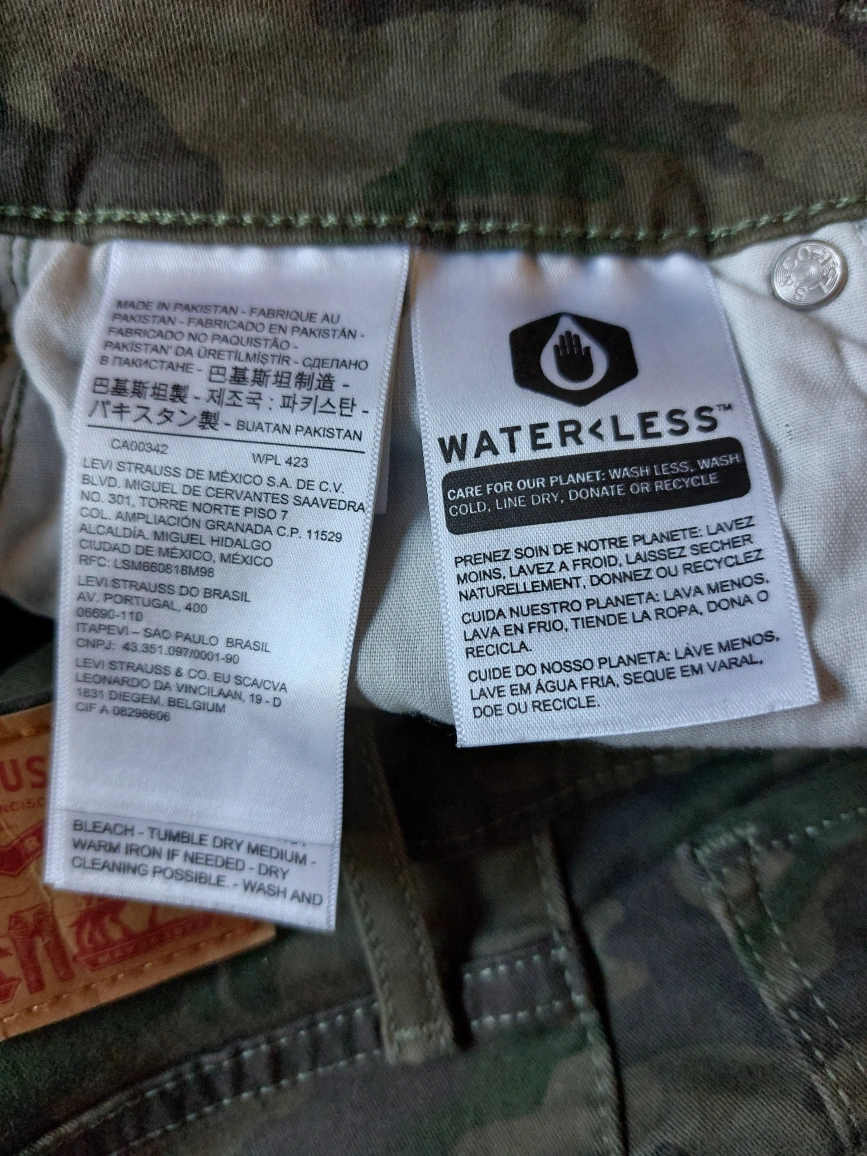 MADE IN PAKISTAN - FABRIQUE AU
PAKISTAN - FABRICADO EN PAKISTÁN -
FABRICADO NO PAQUISTÃO -
PAKİSTAN' DA ÜRETİLMİŞTİR - СДЕЛАНО
В ПАКИСТАНЕ - 巴基斯坦制造 -
巴基斯坦製 - 제조국 : 파키스탄 -
パキスタン製 - BUATAN PAKISTAN
CA00342 WPL 423
LEVI STRAUSS DE MÉXICO S.A. DE C.V.
BLVD. MIGUEL DE CERVANTES SAAVEDRA
NO. 301, TORRE NORTE PISO 7
COL. AMPLIACIÓN GRANADA C.P. 11529
ALCALDÍA. MIGUEL HIDALGO
CIUDAD DE MÉXICO, MÉXICO
RFC: LSM660818M98
LEVI STRAUSS DO BRASIL
AV. PORTUGAL, 400
06690-110
ITAPEVI – SAO PAULO BRASIL
CNPJ: 43.351.097/0001-90
LEVI STRAUSS & CO. EU SCA/CVA
LEONARDO DA VINCILAAN, 19 - D
1831 DIEGEM, BELGIUM
CIF A 08298606
BLEACH - TUMBLE DRY MEDIUM -
WARM IRON IF NEEDED - DRY
CLEANING POSSIBLE. - WASH AND
WATER<LESS™
CARE FOR OUR PLANET: WASH LESS, WASH
COLD, LINE DRY, DONATE OR RECYCLE
PRENEZ SOIN DE NOTRE PLANETE: LAVEZ
MOINS, LAVEZ A FROID, LAISSEZ SECHER
NATURELLEMENT, DONNEZ OU RECYCLEZ
CUIDA NUESTRO PLANETA: LAVA MENOS,
LAVA EN FRIO, TIENDE LA ROPA, DONA O
RECICLA.
CUIDE DO NOSSO PLANETA: LAVE MENOS,
LAVE EM ÁGUA FRIA, SEQUE EM VARAL,
DOE OU RECICLE.